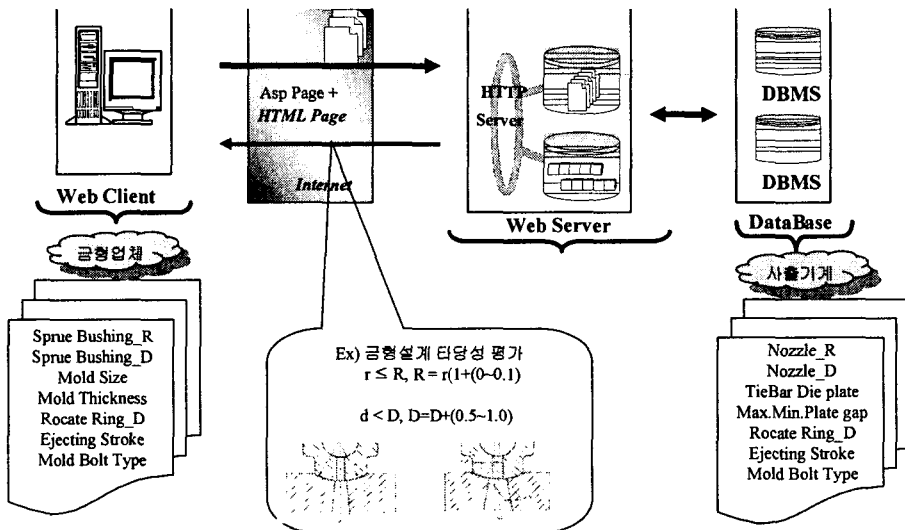 Asp Page +
HTML Page
Internet
HTTP
Server
DBMS
DBMS
Web Client
Web Server
DataBase
금형업체
사출기계
Sprue Bushing_R
Sprue Bushing_D
Mold Size
Mold Thickness
Rocate Ring_D
Ejecting Stroke
Mold Bolt Type
Ex) 금형설계 타당성 평가
r ≤ R, R = r(1+(0~0.1)
d < D, D=D+(0.5~1.0)
Nozzle_R
Nozzle_D
TieBar Die plate
Max.Min.Plate gap
Rocate Ring_D
Ejecting Stroke
Mold Bolt Type